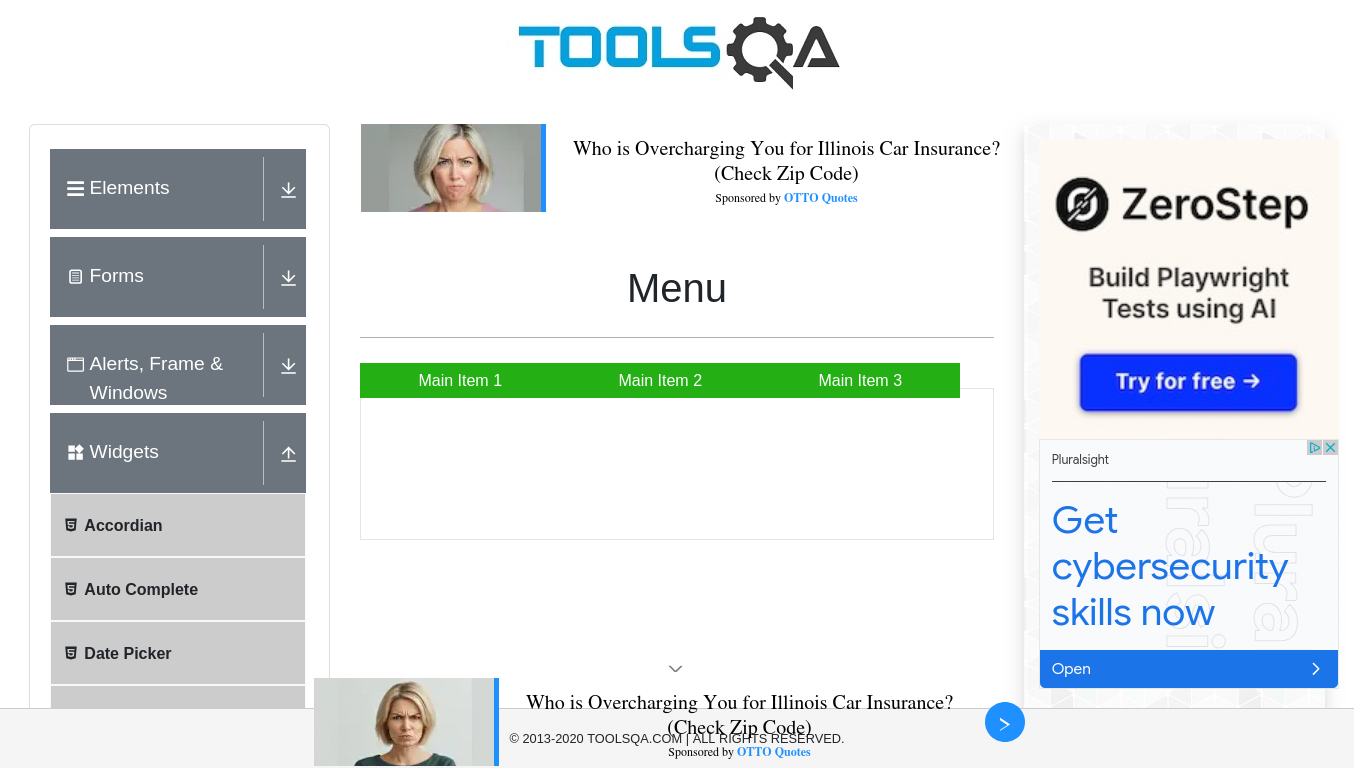 TOOLSQA
Elements
Forms
Alerts, Frame &
Windows
Widgets
Accordian
Auto Complete
Date Picker
Who is Overcharging You for Illinois Car Insurance?
(Check Zip Code)
Sponsored by OTTO Quotes
Menu
Main Item 1
Main Item 2
Main Item 3
ZeroStep
Build Playwright
Tests using AI
Try for free →
Pluralsight
Get
cybersecurity
skills now
Open
Who is Overcharging You for Illinois Car Insurance?
(Check Zip Code)
© 2013-2020 TOOLSQA.COM | ALL RIGHTS RESERVED.
Sponsored by OTTO Quotes